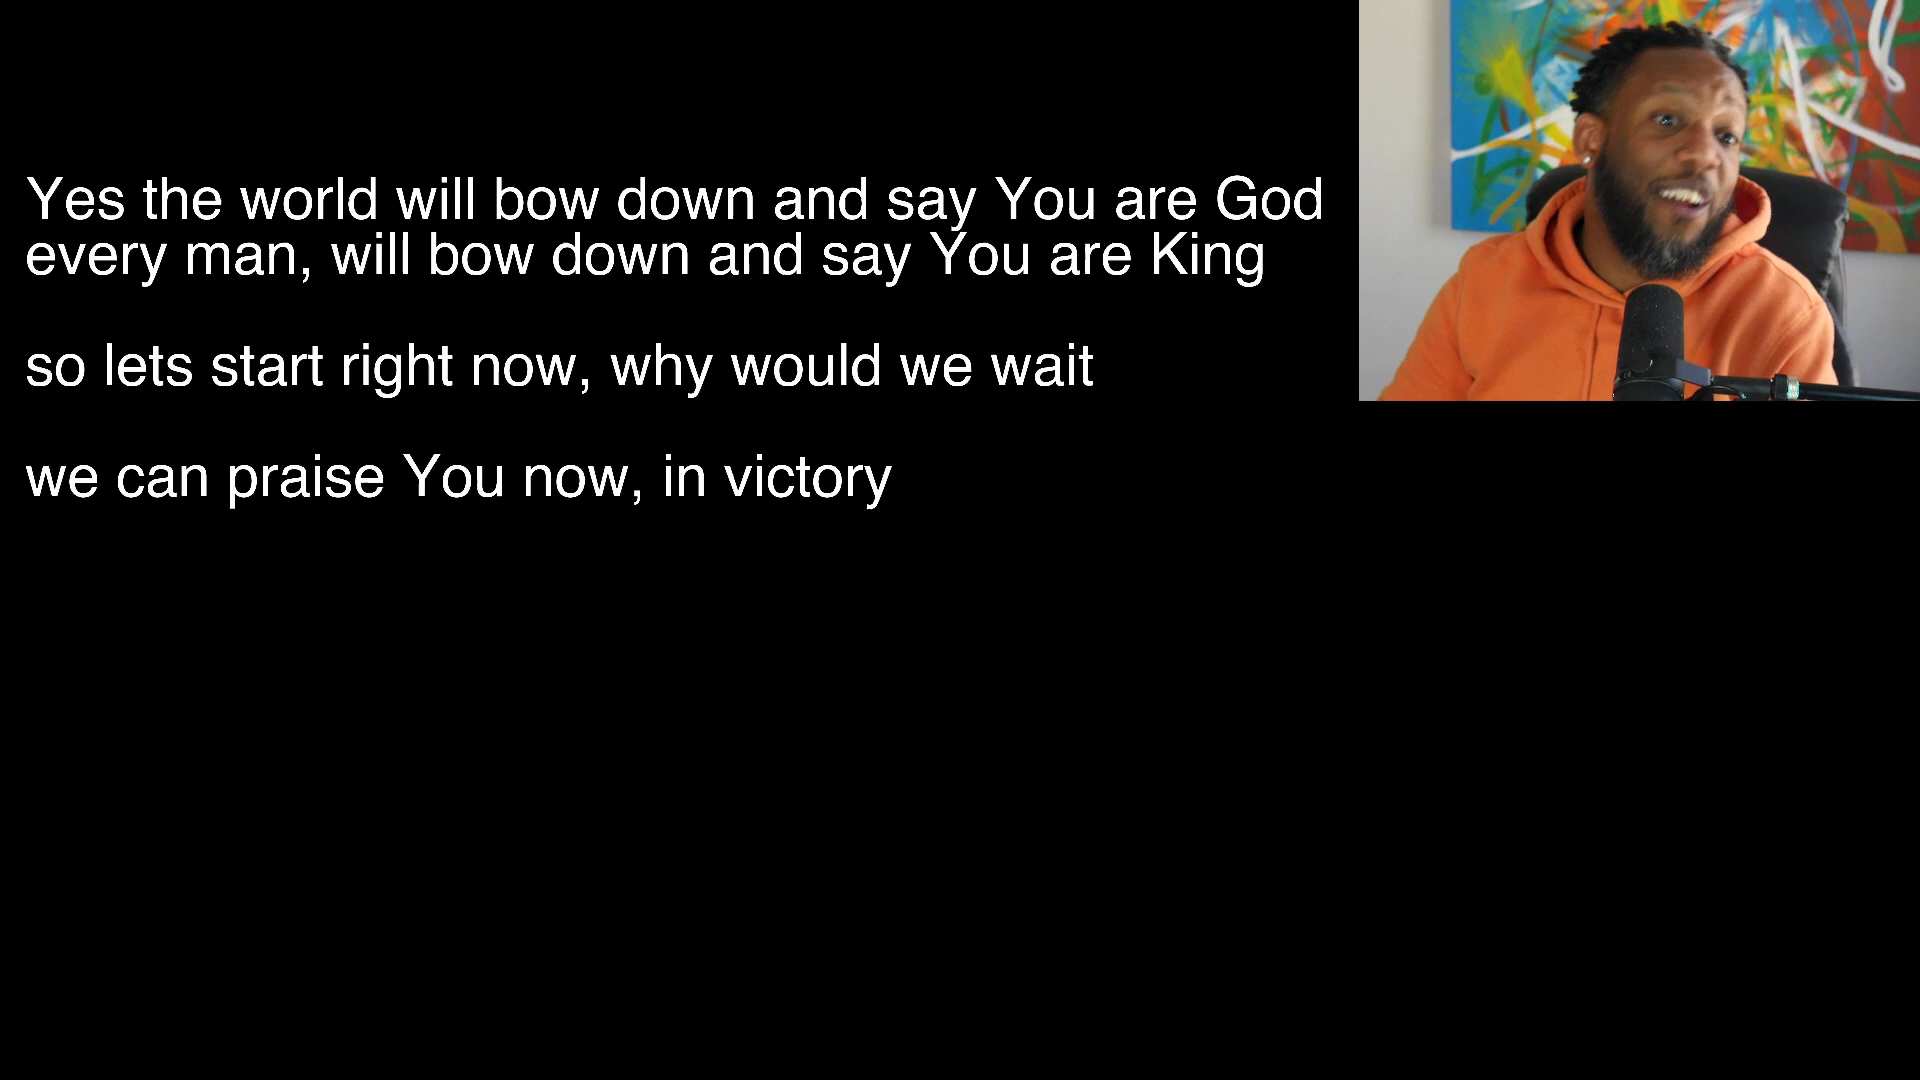 Yes the world will bow down and say You are God
every man, will bow down and say You are King
so lets start right now, why would we wait
we can praise You now, in victory